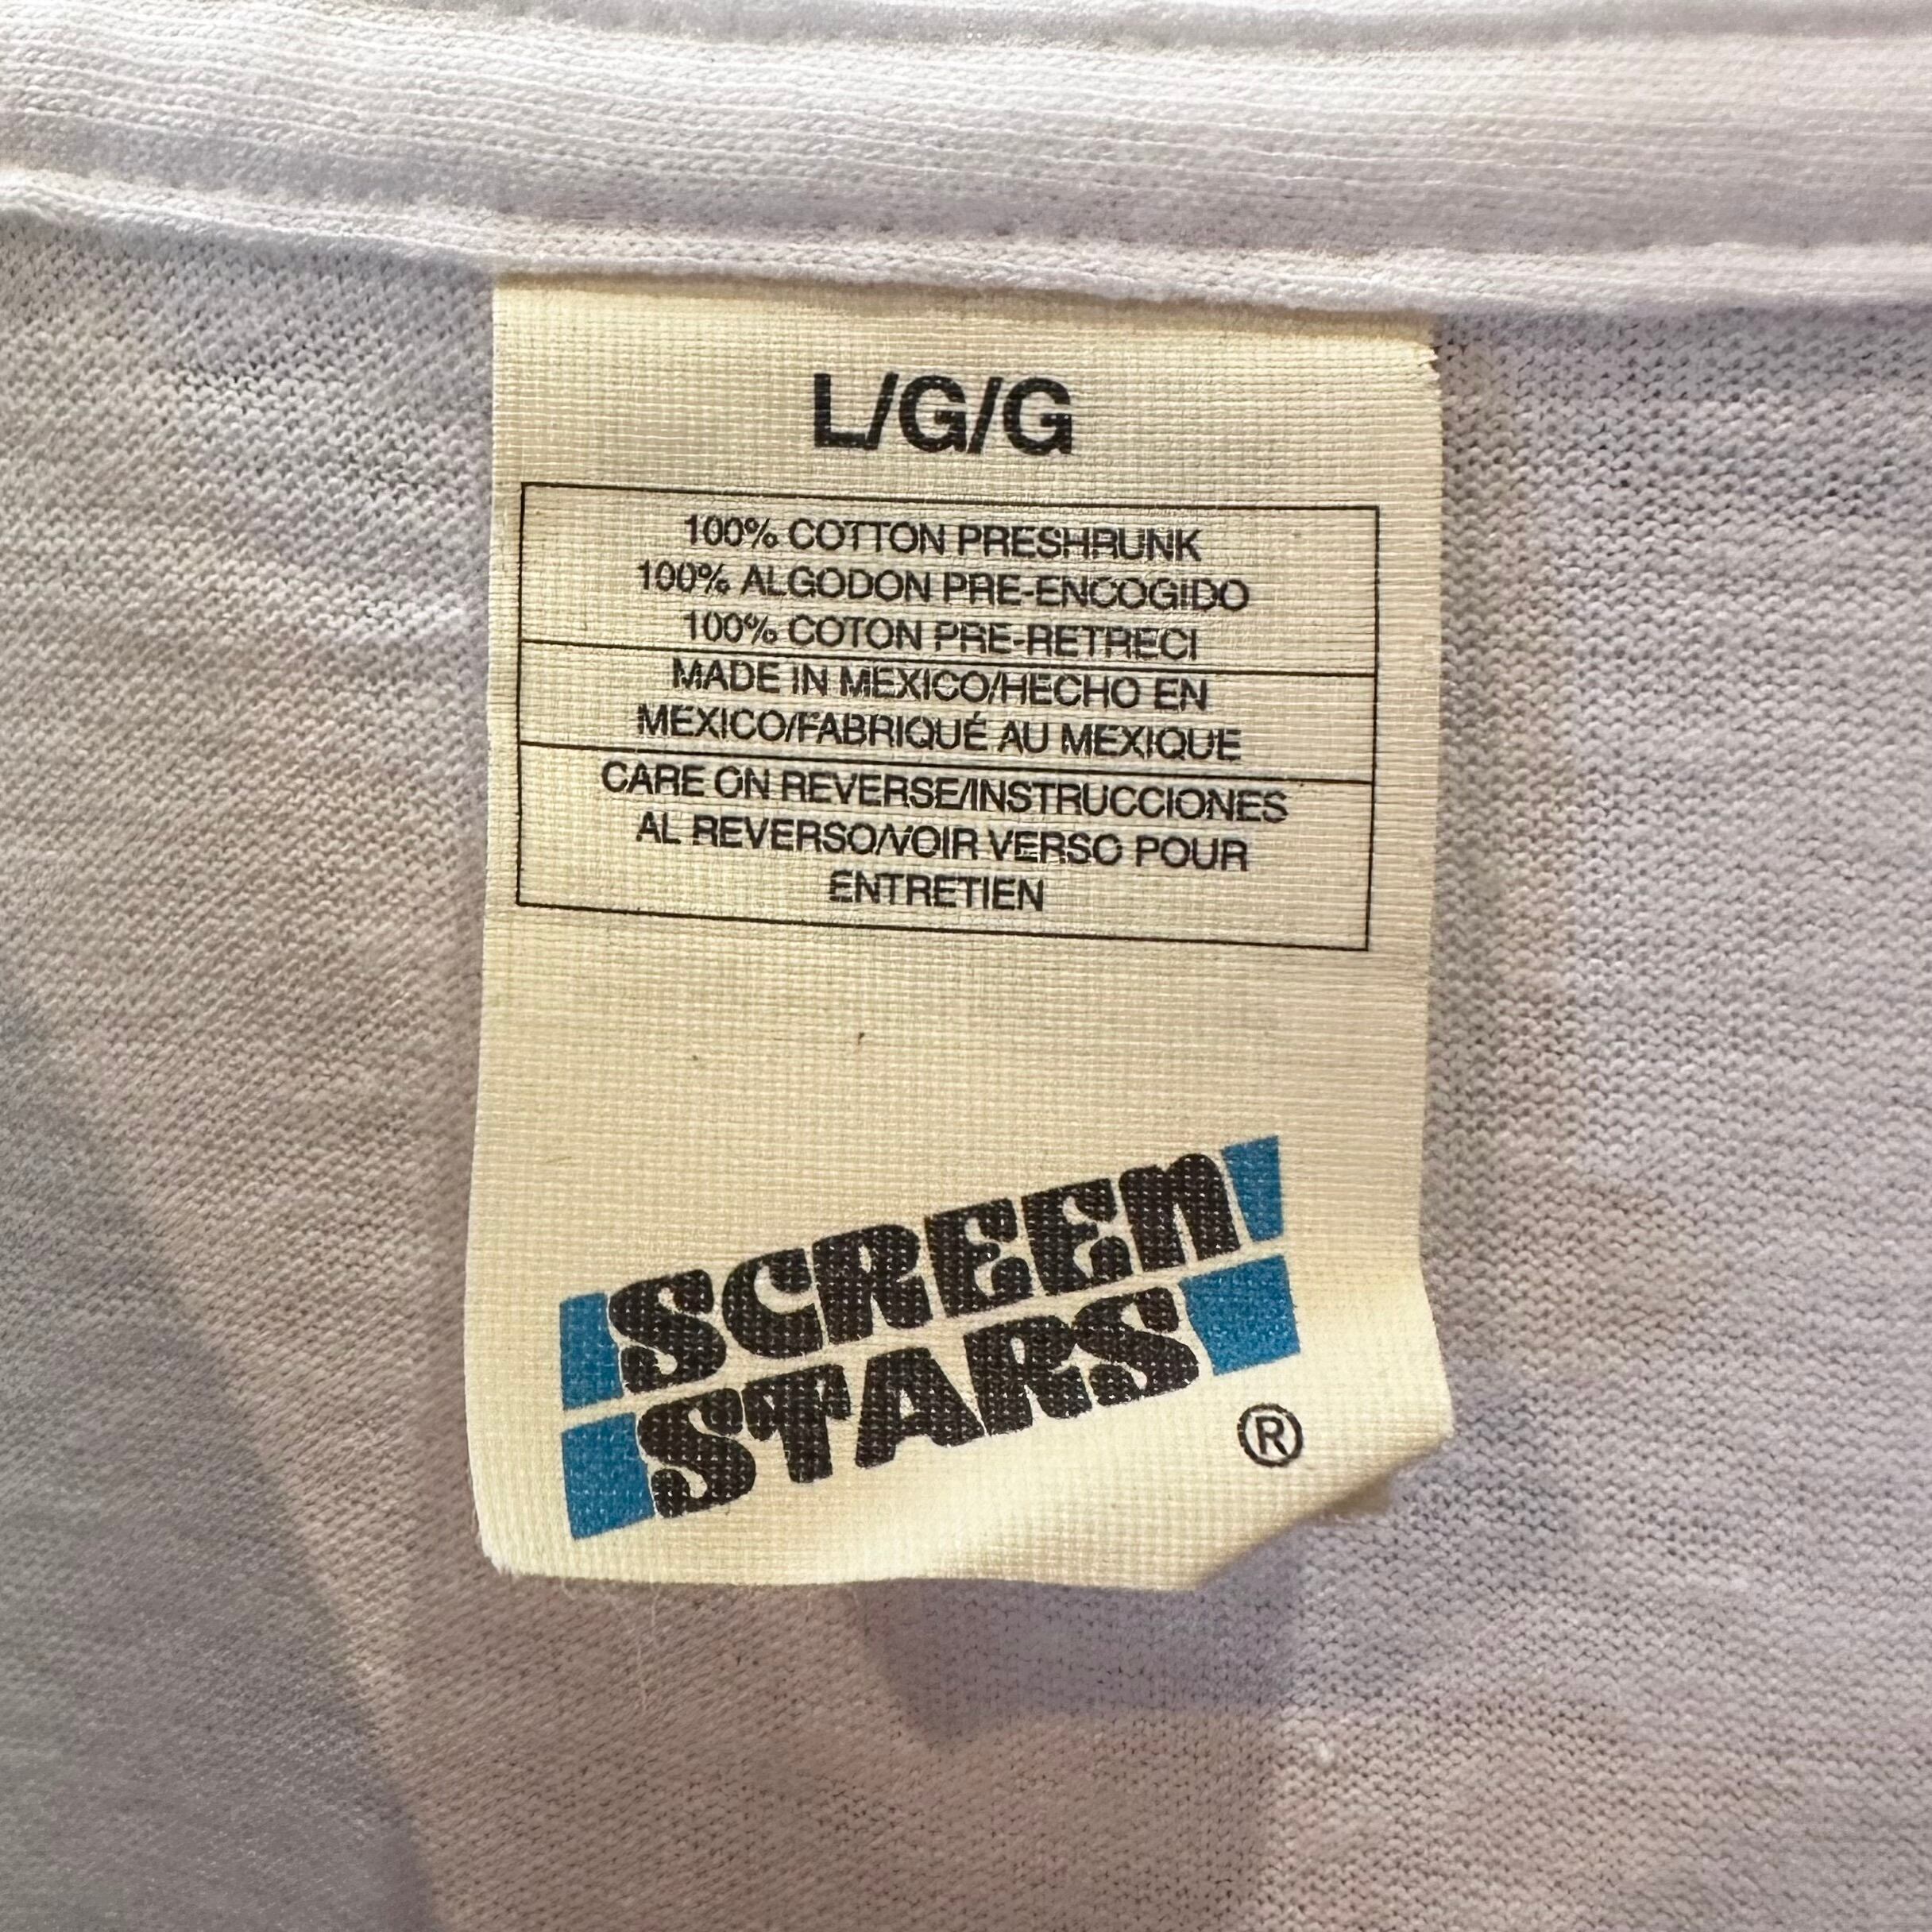 L/G/G
100% COTTON PRESHRUNK
100% ALGODON PRE-ENCOGIDO
100% COTON PRE-RETRECI
MADE IN MEXICO/HECHO EN
MEXICO/FABRIQUÉ AU MEXIQUE
CARE ON REVERSE/INSTRUCCIONES
AL REVERSO/VOIR VERSO POUR
ENTRETIEN
SCREEN
STARS
®